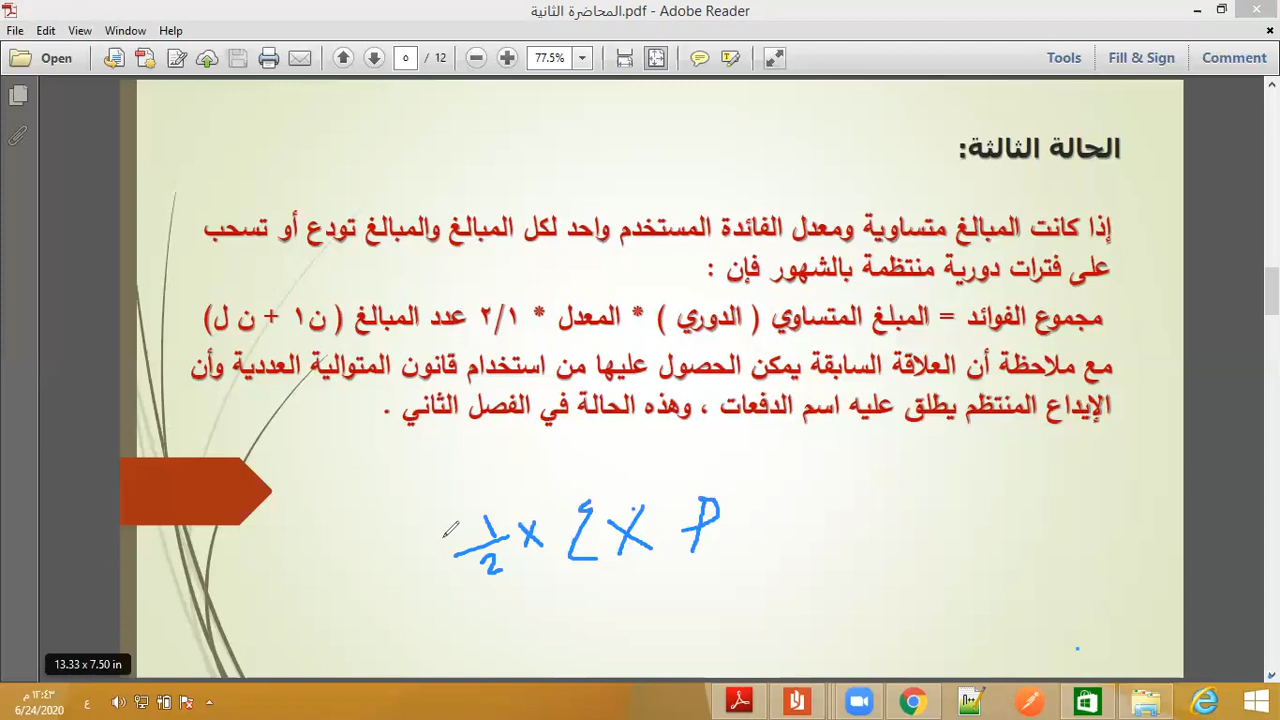 المحاضرة الثانية.pdf - Adobe Reader
File Edit View Window Help
Open ٥ / 12 77.5% Tools Fill & Sign Comment
الحالة الثالثة:
إذا كانت المبالغ متساوية ومعدل الفائدة المستخدم واحد لكل المبالغ والمبالغ تودع أو تسحب
على فترات دورية منتظمة بالشهور فإن :
مجموع الفوائد = المبلغ المتساوي ( الدوري ) * المعدل * ٢/١ عدد المبالغ ( ن١ + ن ل)
مع ملاحظة أن العلاقة السابقة يمكن الحصول عليها من استخدام قانون المتوالية العددية وأن
الإيداع المنتظم يطلق عليه اسم الدفعات ، وهذه الحالة في الفصل الثاني .
1/2 x ع X P
13.33 x 7.50 in
١٢:٤٣ م
ع
6/24/2020